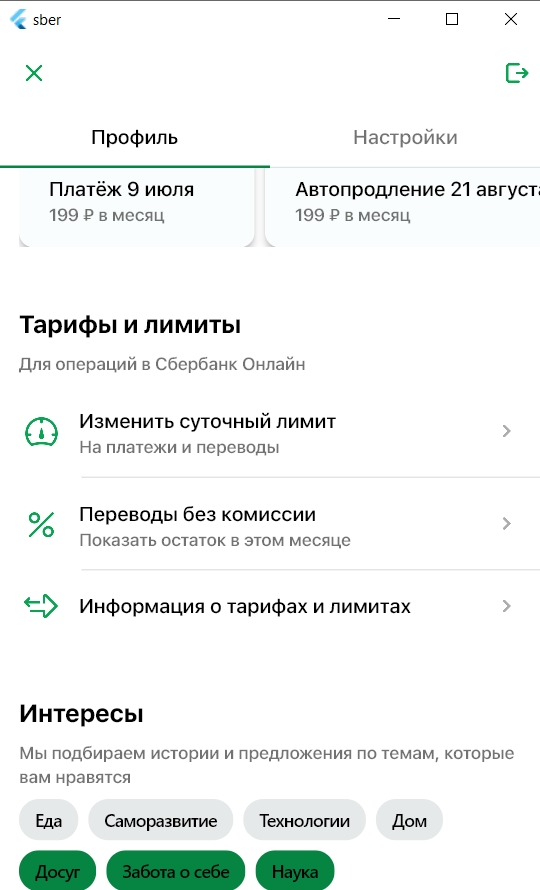 sber
Профиль Настройки
Платёж 9 июля Автопродление 21 август
199 ₽ в месяц 199 ₽ в месяц
Тарифы и лимиты
Для операций в Сбербанк Онлайн
Изменить суточный лимит
На платежи и переводы
Переводы без комиссии
Показать остаток в этом месяце
Информация о тарифах и лимитах
Интересы
Мы подбираем истории и предложения по темам, которые
вам нравятся
Еда Саморазвитие Технологии Дом
Досуг Забота о себе Наука